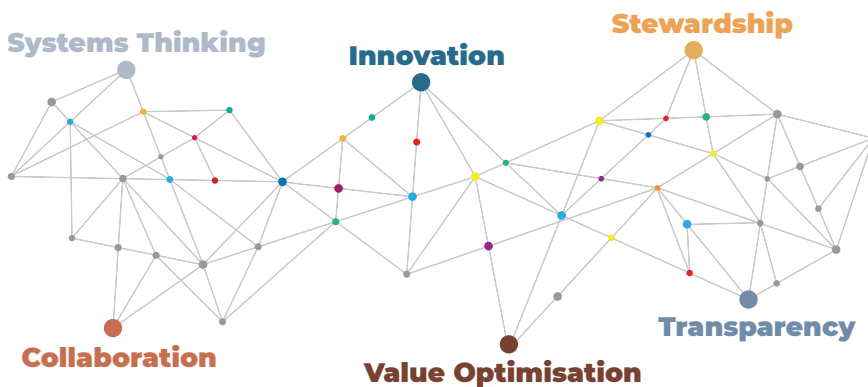 Stewardship
Systems Thinking
Innovation
Transparency
Collaboration
Value Optimisation